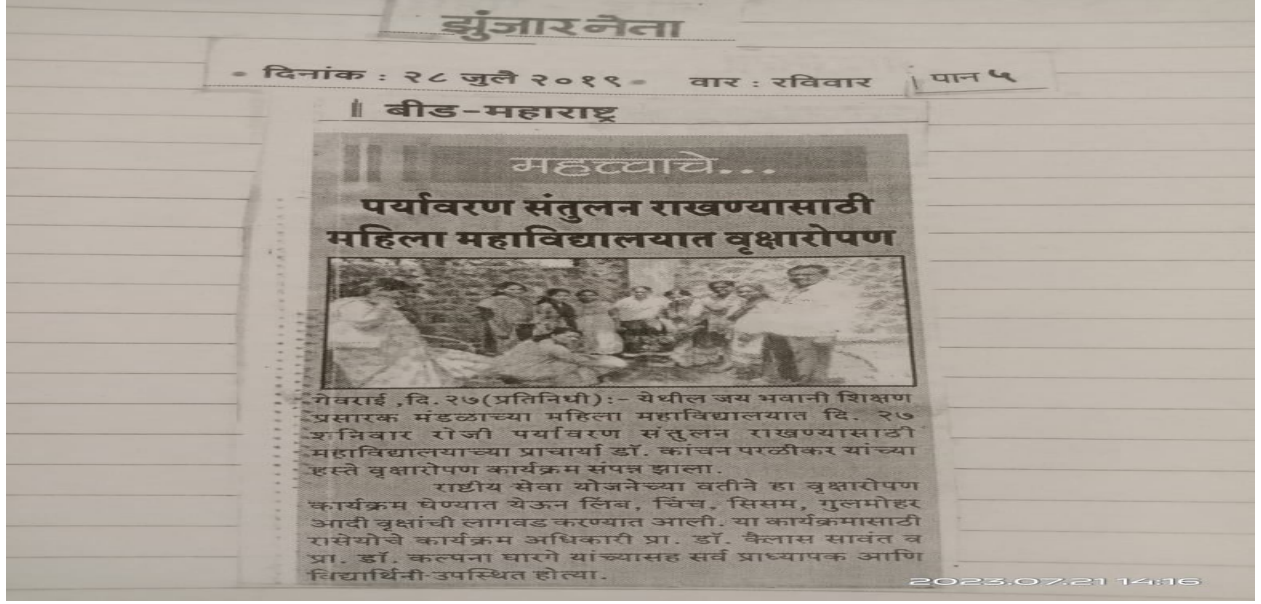 झुंजार नेता
• दिनांक : २८ जुलै २०१९ • वार : रविवार | पान ५
बीड-महाराष्ट्र
महत्त्वाचे...
पर्यावरण संतुलन राखण्यासाठी
महिला महाविद्यालयात वृक्षारोपण
गेवराई ,दि.२७(प्रतिनिधी):- येथील जय भवानी शिक्षण
प्रसारक मंडळाच्या महिला महाविद्यालयात दि. २७
शनिवार रोजी पर्यावरण संतुलन राखण्यासाठी
महाविद्यालयाच्या प्राचार्या डॉ. कांचन परळीकर यांच्या
हस्ते वृक्षारोपण कार्यक्रम संपन्न झाला.
राष्टीय सेवा योजनेच्या वतीने हा वृक्षारोपण
कार्यक्रम घेण्यात येऊन लिंब, चिंच, सिसम, गुलमोहर
आदी वृक्षांची लागवड करण्यात आली. या कार्यक्रमासाठी
रासेयोचे कार्यक्रम अधिकारी प्रा. डॉ. कैलास सावंत व
प्रा. डॉ. कल्पना घारगे यांच्यासह सर्व प्राध्यापक आणि
विद्यार्थिनी उपस्थित होत्या.
2023.07.21 14:16